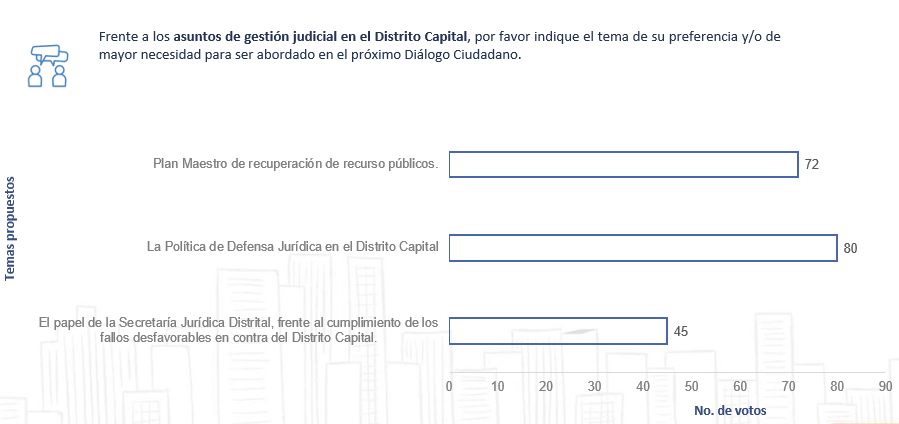 Frente a los asuntos de gestión judicial en el Distrito Capital, por favor indique el tema de su preferencia y/o de
mayor necesidad para ser abordado en el próximo Diálogo Ciudadano.
Temas propuestos
Plan Maestro de recuperación de recurso públicos.
72
La Política de Defensa Jurídica en el Distrito Capital
80
El papel de la Secretaría Jurídica Distrital, frente al cumplimiento de los
fallos desfavorables en contra del Distrito Capital.
45
0 10 20 30 40 50 60 70 80 90
No. de votos